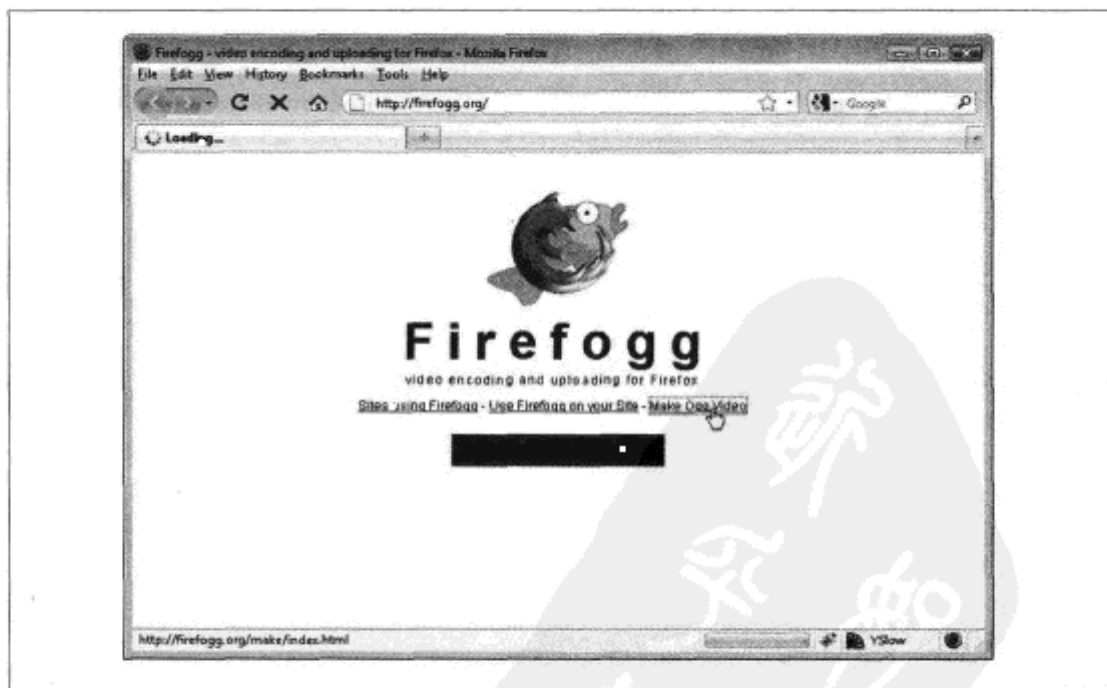 Firefogg - video encoding and uploading for Firefox - Mozilla Firefox
File Edit View History Bookmarks Tools Help
http://firefogg.org/
Google
Loading...
Firefogg
video encoding and uploading for Firefox
Sites using Firefogg - Use Firefogg on your Site - Make Ogg Video
http://firefogg.org/make/index.html
YSlow